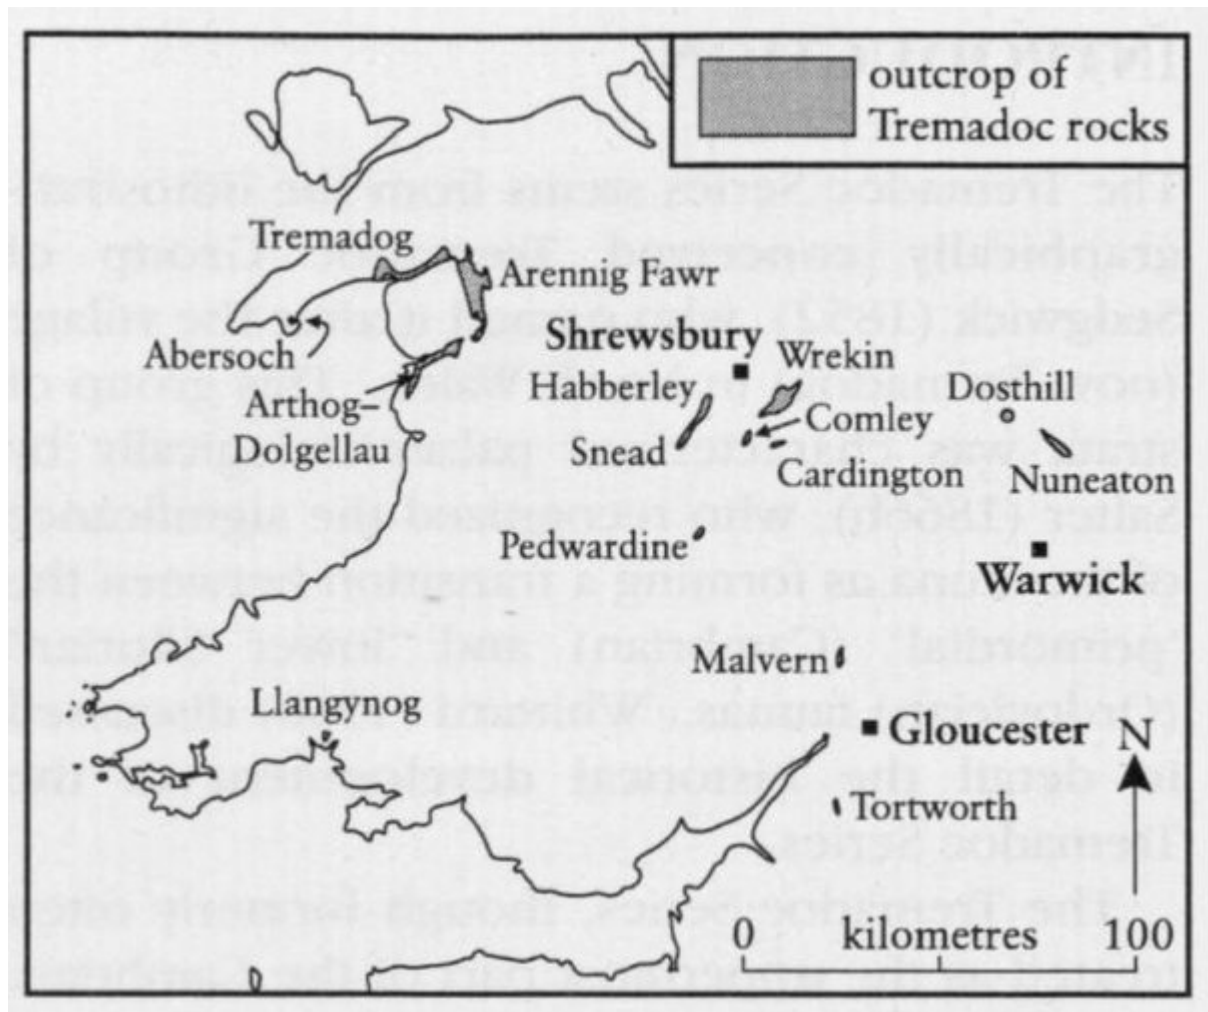 outcrop of
Tremadoc rocks
Tremadog
Arennig Fawr
Shrewsbury
Wrekin
Abersoch
Habberley
Dosthill
Arthog–
Dolgellau
Comley
Snead
Cardington
Nuneaton
Pedwardine
Warwick
Malvern
Llangynog
Gloucester
N
Tortworth
0 kilometres 100